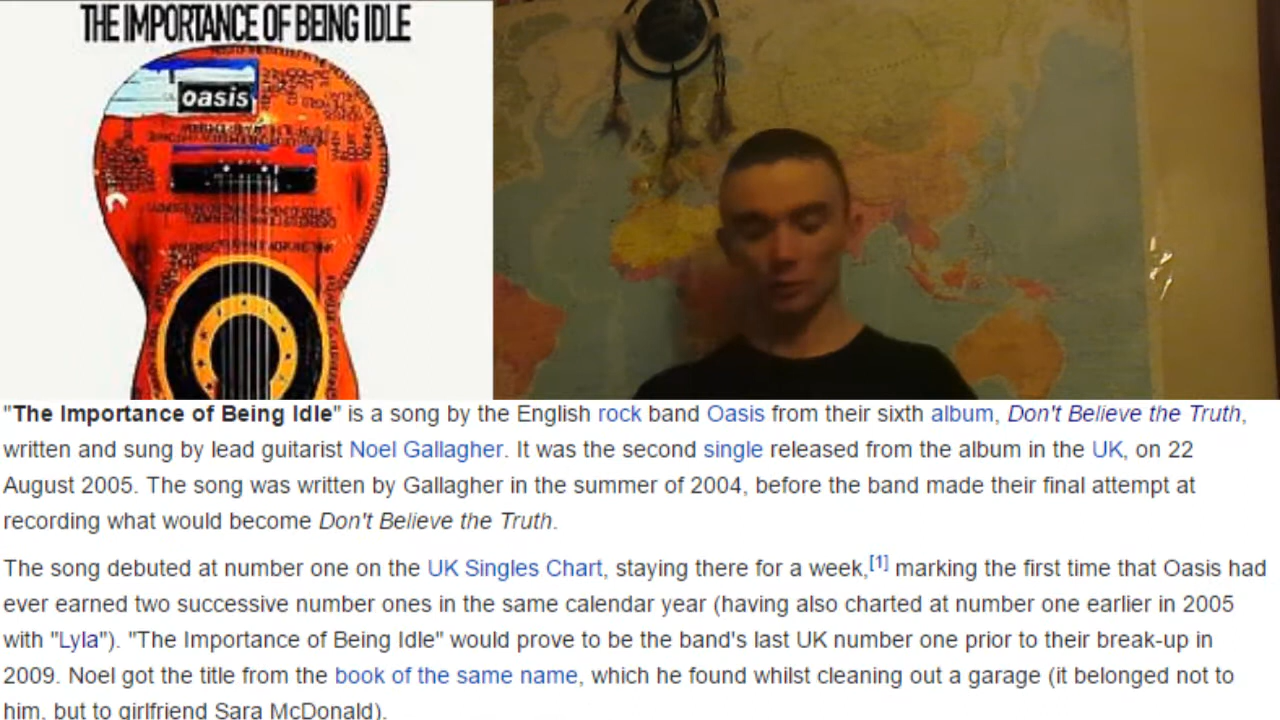 THE IMPORTANCE OF BEING IDLE
oasis
"The Importance of Being Idle" is a song by the English rock band Oasis from their sixth album, Don't Believe the Truth,
written and sung by lead guitarist Noel Gallagher. It was the second single released from the album in the UK, on 22
August 2005. The song was written by Gallagher in the summer of 2004, before the band made their final attempt at
recording what would become Don't Believe the Truth.
The song debuted at number one on the UK Singles Chart, staying there for a week,[1] marking the first time that Oasis had
ever earned two successive number ones in the same calendar year (having also charted at number one earlier in 2005
with "Lyla"). "The Importance of Being Idle" would prove to be the band's last UK number one prior to their break-up in
2009. Noel got the title from the book of the same name, which he found whilst cleaning out a garage (it belonged not to
him, but to girlfriend Sara McDonald).